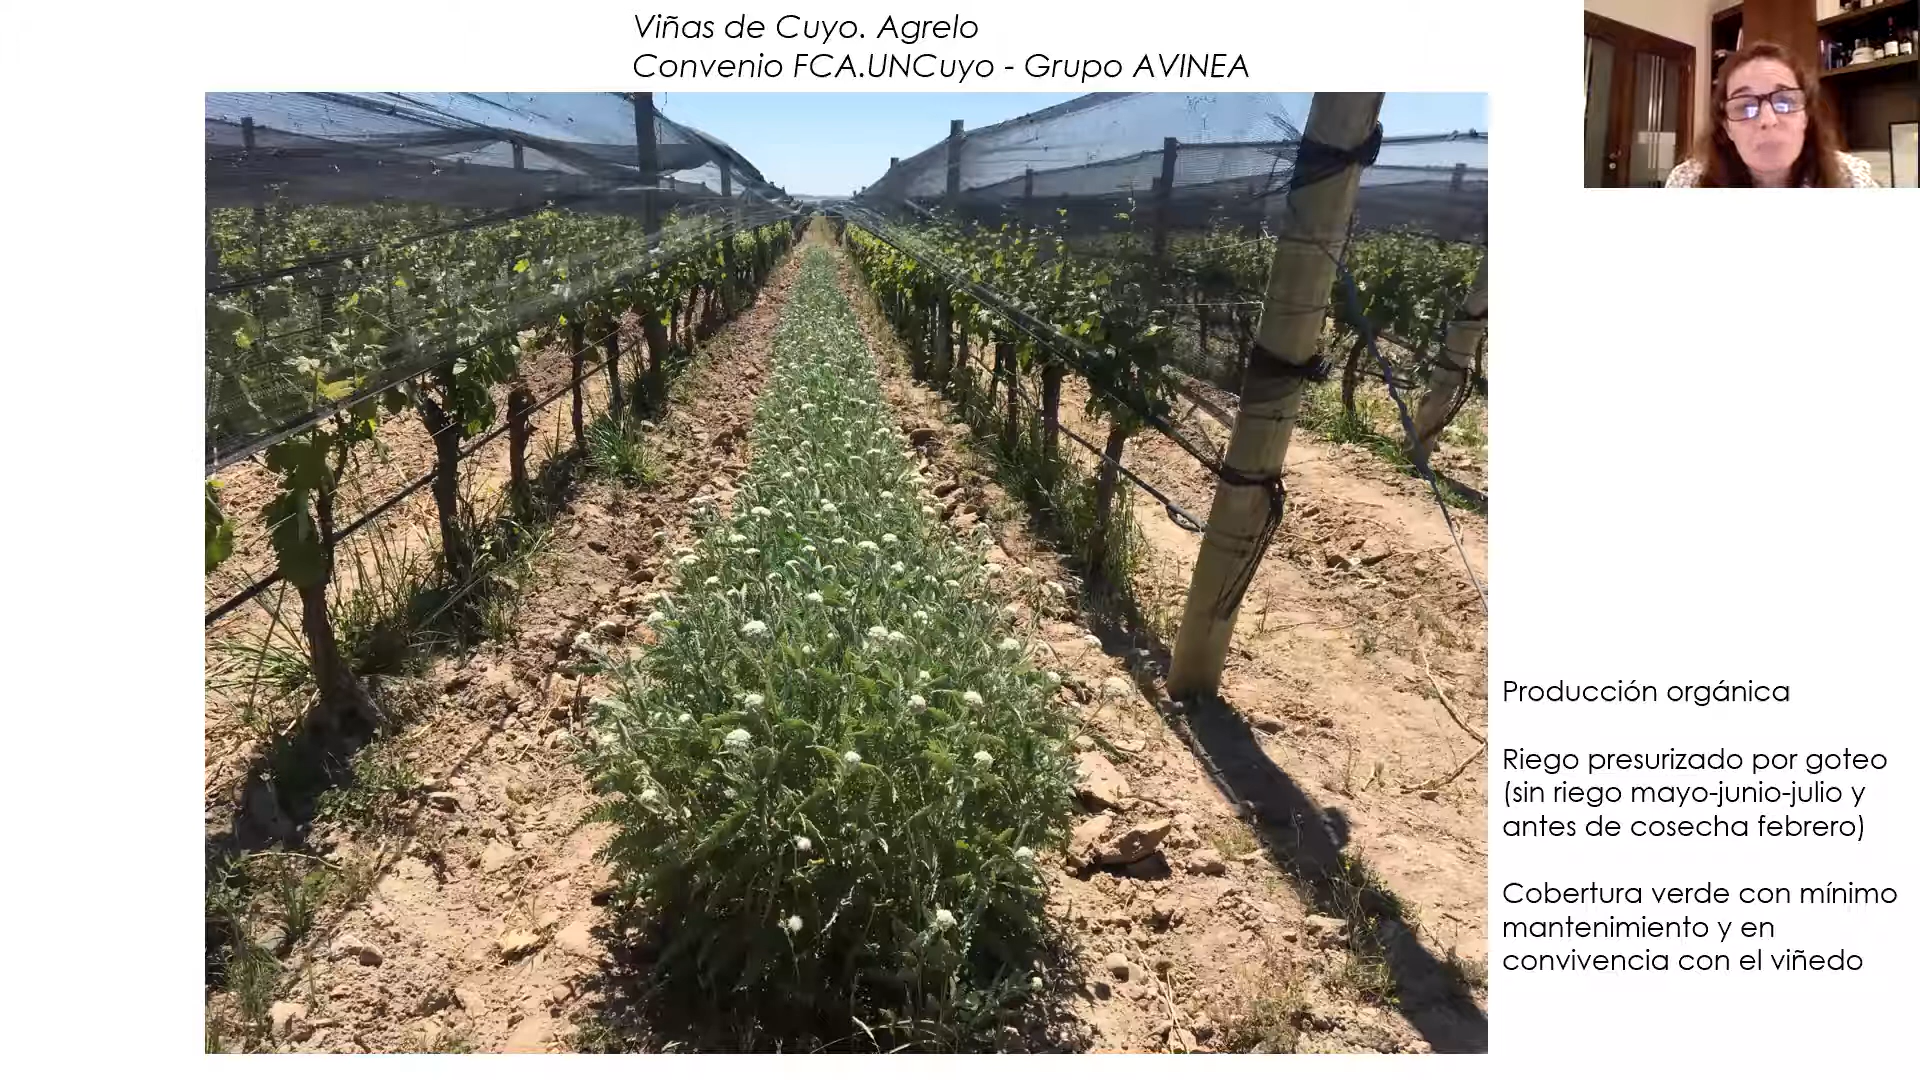 Viñas de Cuyo. Agrelo
Convenio FCA.UNCuyo - Grupo AVINEA
Producción orgánica
Riego presurizado por goteo
(sin riego mayo-junio-julio y
antes de cosecha febrero)
Cobertura verde con mínimo
mantenimiento y en
convivencia con el viñedo